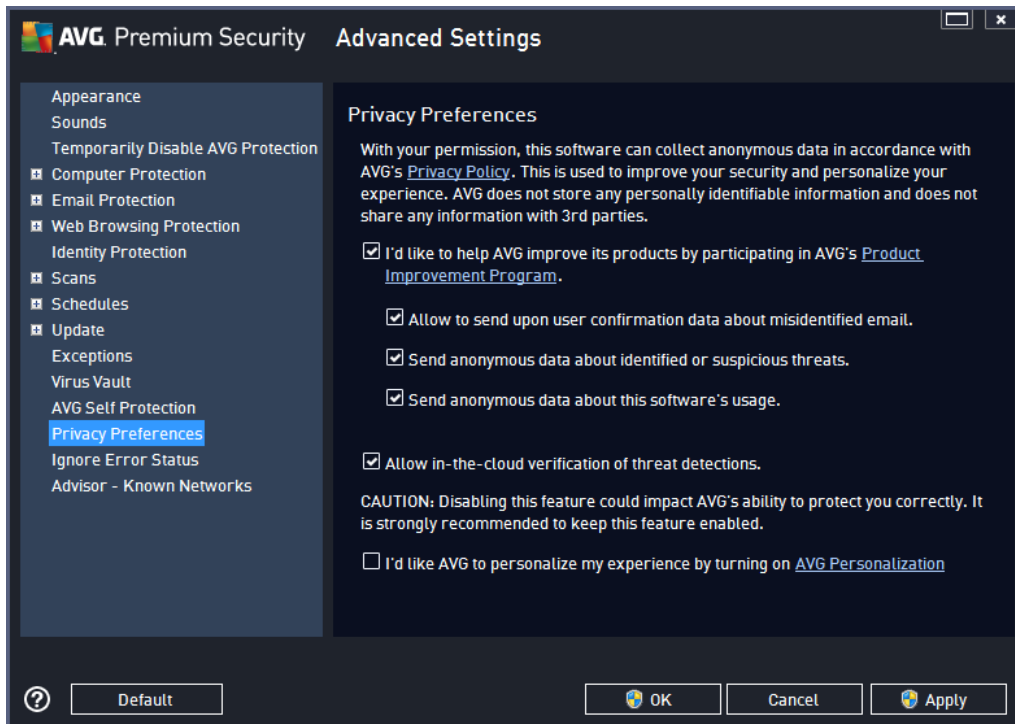 AVG. Premium Security
Advanced Settings
Appearance
Sounds
Temporarily Disable AVG Protection
Computer Protection
Email Protection
Web Browsing Protection
Identity Protection
Scans
Schedules
Update
Exceptions
Virus Vault
AVG Self Protection
Privacy Preferences
Ignore Error Status
Advisor - Known Networks
Privacy Preferences
With your permission, this software can collect anonymous data in accordance with
AVG's Privacy Policy. This is used to improve your security and personalize your
experience. AVG does not store any personally identifiable information and does not
share any information with 3rd parties.
I'd like to help AVG improve its products by participating in AVG's Product
Improvement Program.
Allow to send upon user confirmation data about misidentified email.
Send anonymous data about identified or suspicious threats.
Send anonymous data about this software's usage.
Allow in-the-cloud verification of threat detections.
CAUTION: Disabling this feature could impact AVG's ability to protect you correctly. It
is strongly recommended to keep this feature enabled.
I'd like AVG to personalize my experience by turning on AVG Personalization
? Default
OK
Cancel
Apply